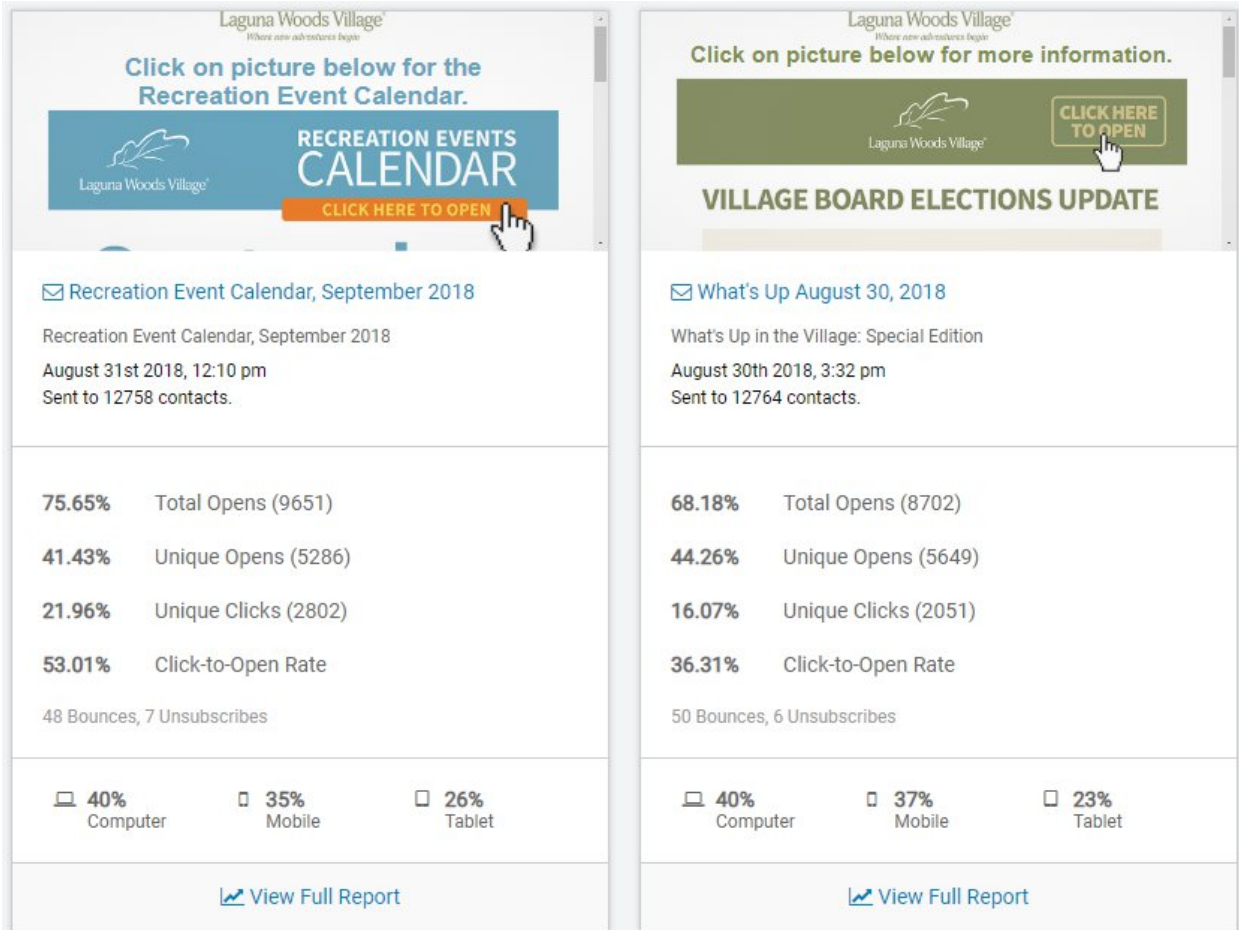 Laguna Woods Village®
Where new adventures begin
Click on picture below for the
Recreation Event Calendar.
Laguna Woods Village®
RECREATION EVENTS
CALENDAR
CLICK HERE TO OPEN
Recreation Event Calendar, September 2018
Recreation Event Calendar, September 2018
August 31st 2018, 12:10 pm
Sent to 12758 contacts.
75.65% Total Opens (9651)
41.43% Unique Opens (5286)
21.96% Unique Clicks (2802)
53.01% Click-to-Open Rate
48 Bounces, 7 Unsubscribes
40% 35% 26%
Computer Mobile Tablet
View Full Report
Laguna Woods Village®
Where new adventures begin
Click on picture below for more information.
Laguna Woods Village®
CLICK HERE
TO OPEN
VILLAGE BOARD ELECTIONS UPDATE
What's Up August 30, 2018
What's Up in the Village: Special Edition
August 30th 2018, 3:32 pm
Sent to 12764 contacts.
68.18% Total Opens (8702)
44.26% Unique Opens (5649)
16.07% Unique Clicks (2051)
36.31% Click-to-Open Rate
50 Bounces, 6 Unsubscribes
40% 37% 23%
Computer Mobile Tablet
View Full Report